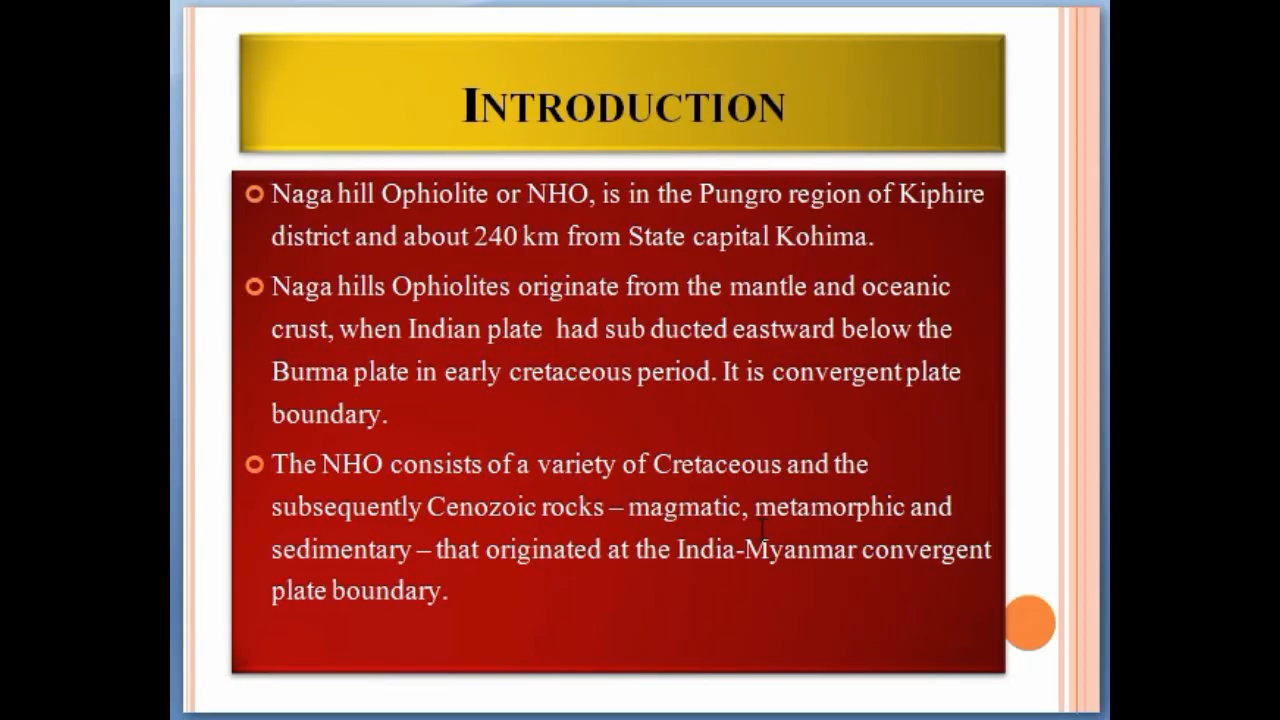 INTRODUCTION
Naga hill Ophiolite or NHO, is in the Pungro region of Kiphire
district and about 240 km from State capital Kohima.
Naga hills Ophiolites originate from the mantle and oceanic
crust, when Indian plate had sub ducted eastward below the
Burma plate in early cretaceous period. It is convergent plate
boundary.
The NHO consists of a variety of Cretaceous and the
subsequently Cenozoic rocks – magmatic, metamorphic and
sedimentary – that originated at the India-Myanmar convergent
plate boundary.